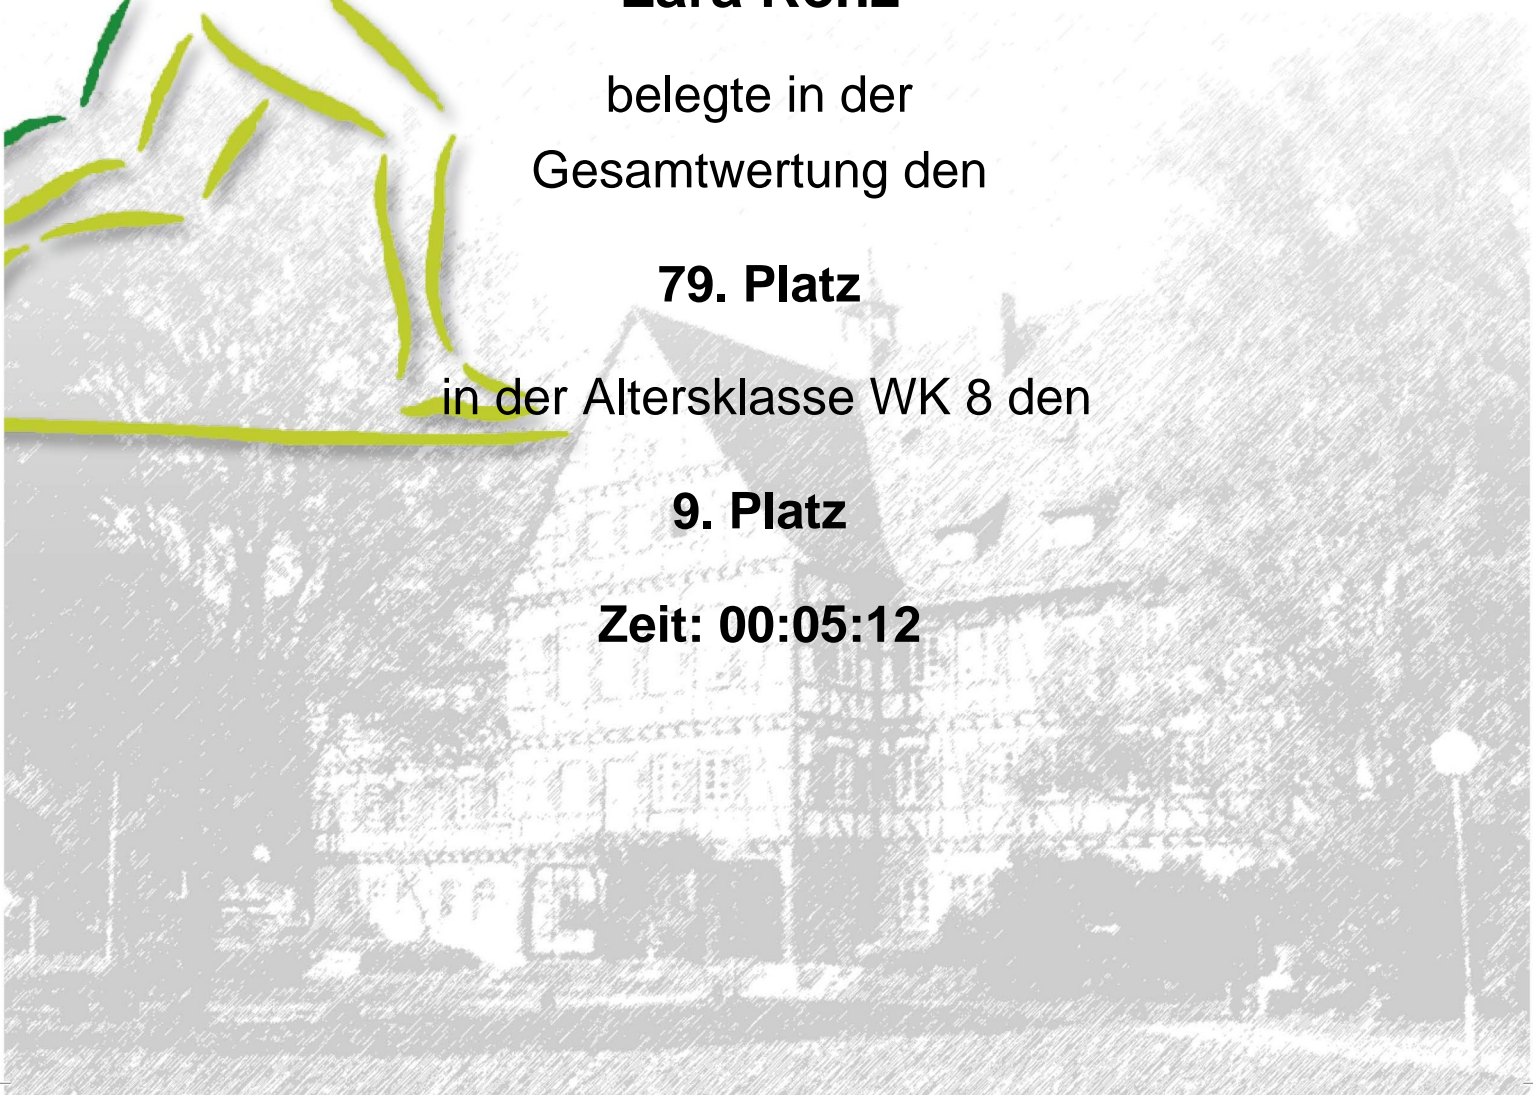 belegte in der
Gesamtwertung den
79. Platz
in der Altersklasse WK 8 den
9. Platz
Zeit: 00:05:12